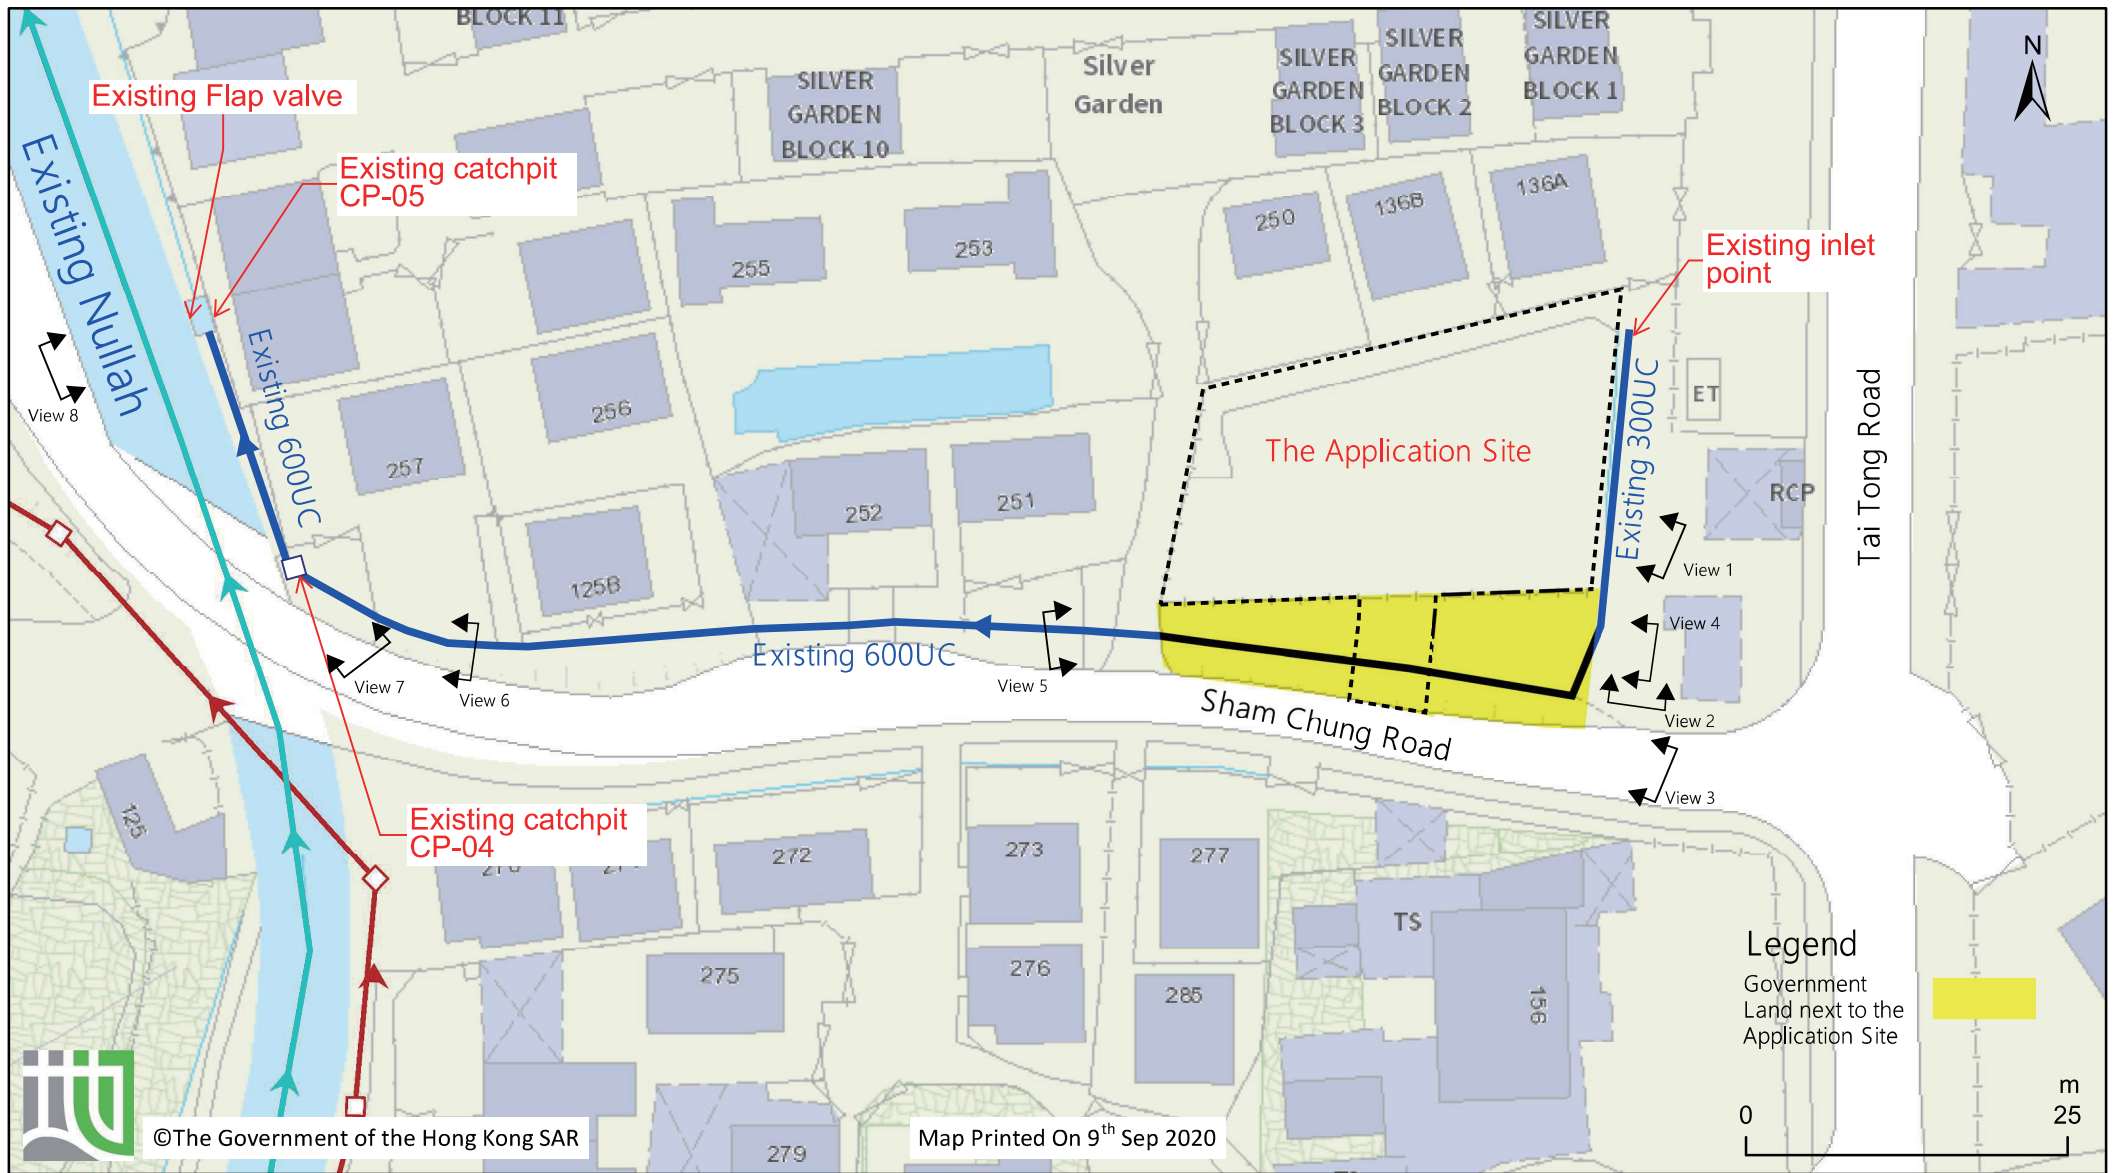 BLOCK 11
SILVER
GARDEN
BLOCK 10
Silver
Garden
SILVER
GARDEN
BLOCK 3
SILVER
GARDEN
BLOCK 2
SILVER
GARDEN
BLOCK 1
N
Existing Flap valve
Existing catchpit
CP-05
Existing Nullah
Existing 600UC
View 8
255
253
250
136B
136A
Existing inlet
point
256
257
252
251
125B
The Application Site
Existing 300UC
ET
RCP
Tai Tong Road
View 1
View 4
View 2
View 3
View 7
View 6
Existing 600UC
View 5
Sham Chung Road
125
Existing catchpit
CP-04
272
273
277
275
276
285
TS
156
279
Legend
Government
Land next to the
Application Site
m
0 25
©The Government of the Hong Kong SAR
Map Printed On 9th Sep 2020